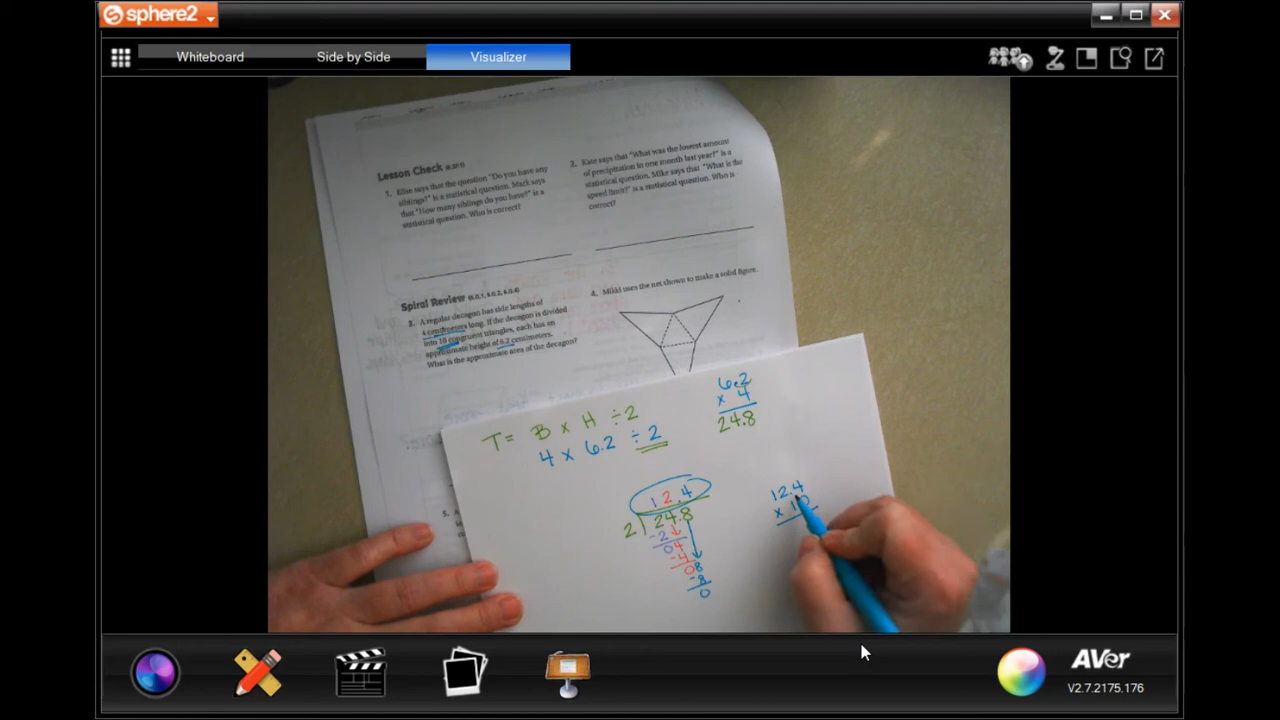 sphere2
Whiteboard
Side by Side
Visualizer
Lesson Check
1. Elise says that the question "Do you have any
siblings?" is a statistical question. Mark says
that "How many siblings do you have?" is a
statistical question. Who is correct?
2. Kate says that "What was the lowest amount
of precipitation in one month last year?" is a
statistical question. Mike says that "What is the
speed limit?" is a statistical question. Who is
correct?
Spiral Review
3. A regular decagon has side lengths of
4 centimeters long. If the decagon is divided
into 10 congruent triangles, each has an
approximate height of 6.2 centimeters.
What is the approximate area of the decagon?
4. Mikki uses the net shown to make a solid figure.
5.
T= B x H ÷2
4 x 6.2 ÷ 2
6.2
x 4
24.8
12.4
2 24.8
-2
04
-4
08
-8
0
12.4
x 10
AVer
V2.7.2175.176